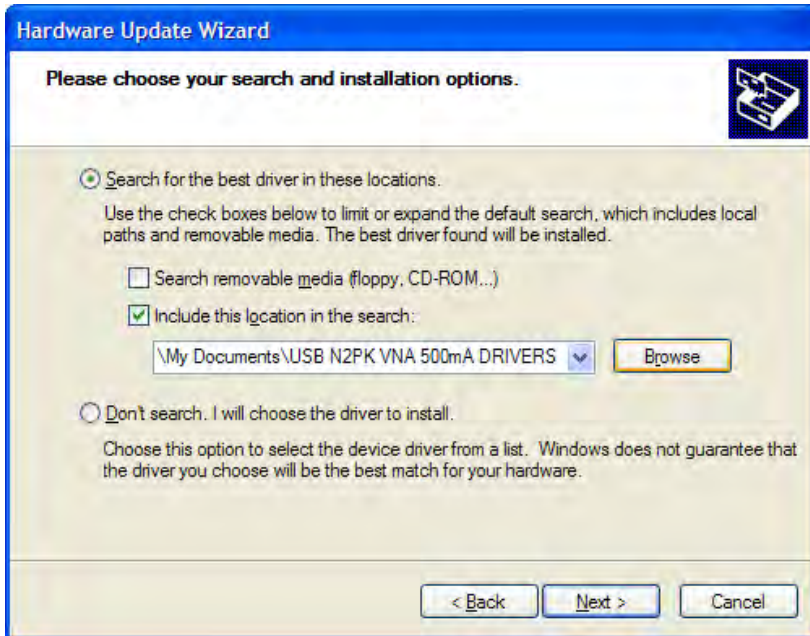 Hardware Update Wizard
Please choose your search and installation options.
Search for the best driver in these locations.
Use the check boxes below to limit or expand the default search, which includes local
paths and removable media. The best driver found will be installed.
Search removable media (floppy, CD-ROM...)
Include this location in the search:
\My Documents\USB N2PK VNA 500mA DRIVERS
Browse
Don't search. I will choose the driver to install.
Choose this option to select the device driver from a list. Windows does not guarantee that
the driver you choose will be the best match for your hardware.
< Back Next > Cancel